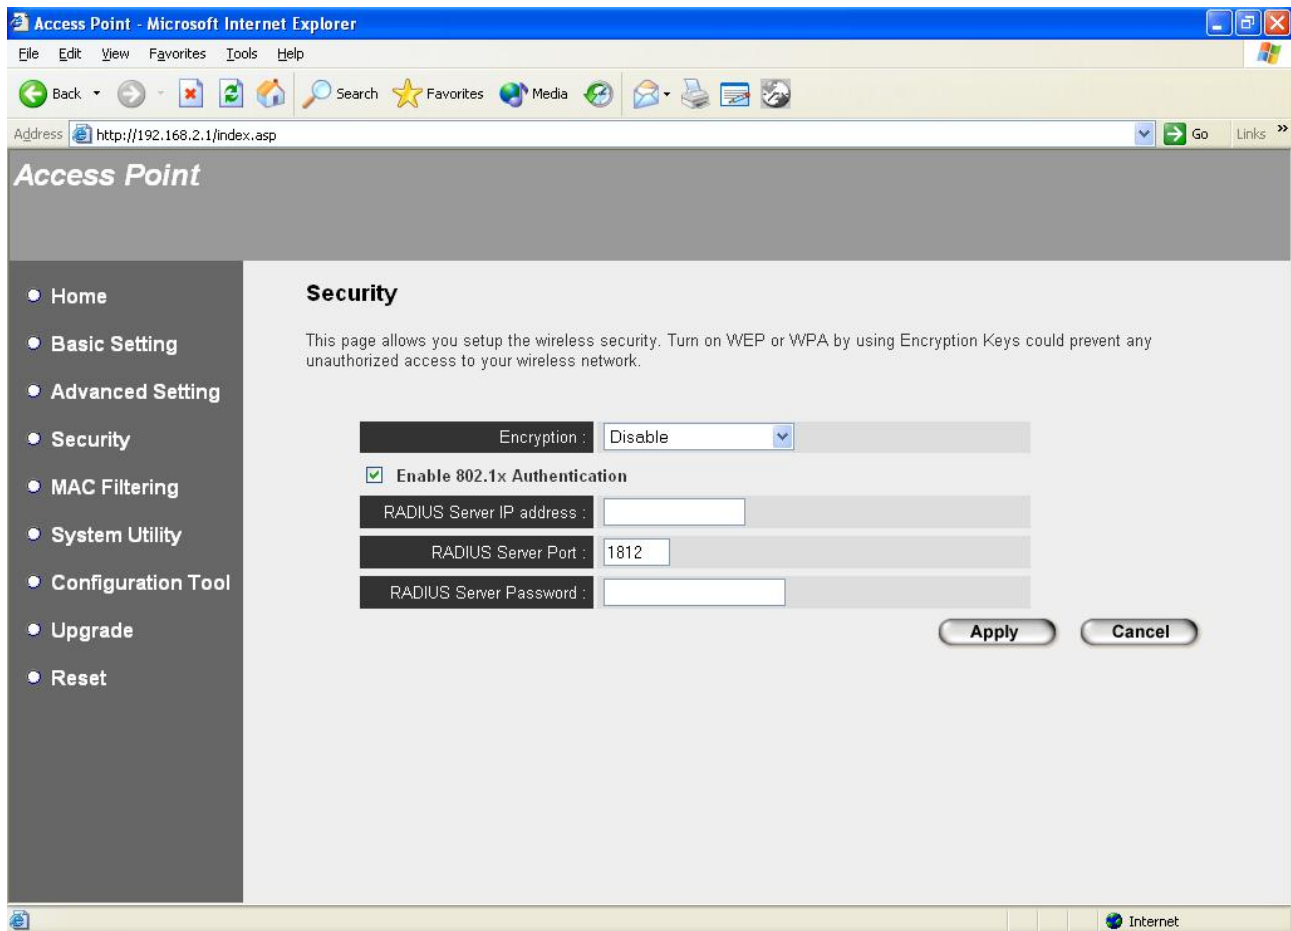 Access Point - Microsoft Internet Explorer
File Edit View Favorites Tools Help
Back Search Favorites Media
Address http://192.168.2.1/index.asp Go Links »
Access Point
Home
Basic Setting
Advanced Setting
Security
MAC Filtering
System Utility
Configuration Tool
Upgrade
Reset
Security
This page allows you setup the wireless security. Turn on WEP or WPA by using Encryption Keys could prevent any
unauthorized access to your wireless network.
Encryption : Disable
Enable 802.1x Authentication
RADIUS Server IP address :
RADIUS Server Port : 1812
RADIUS Server Password :
Apply Cancel
Internet